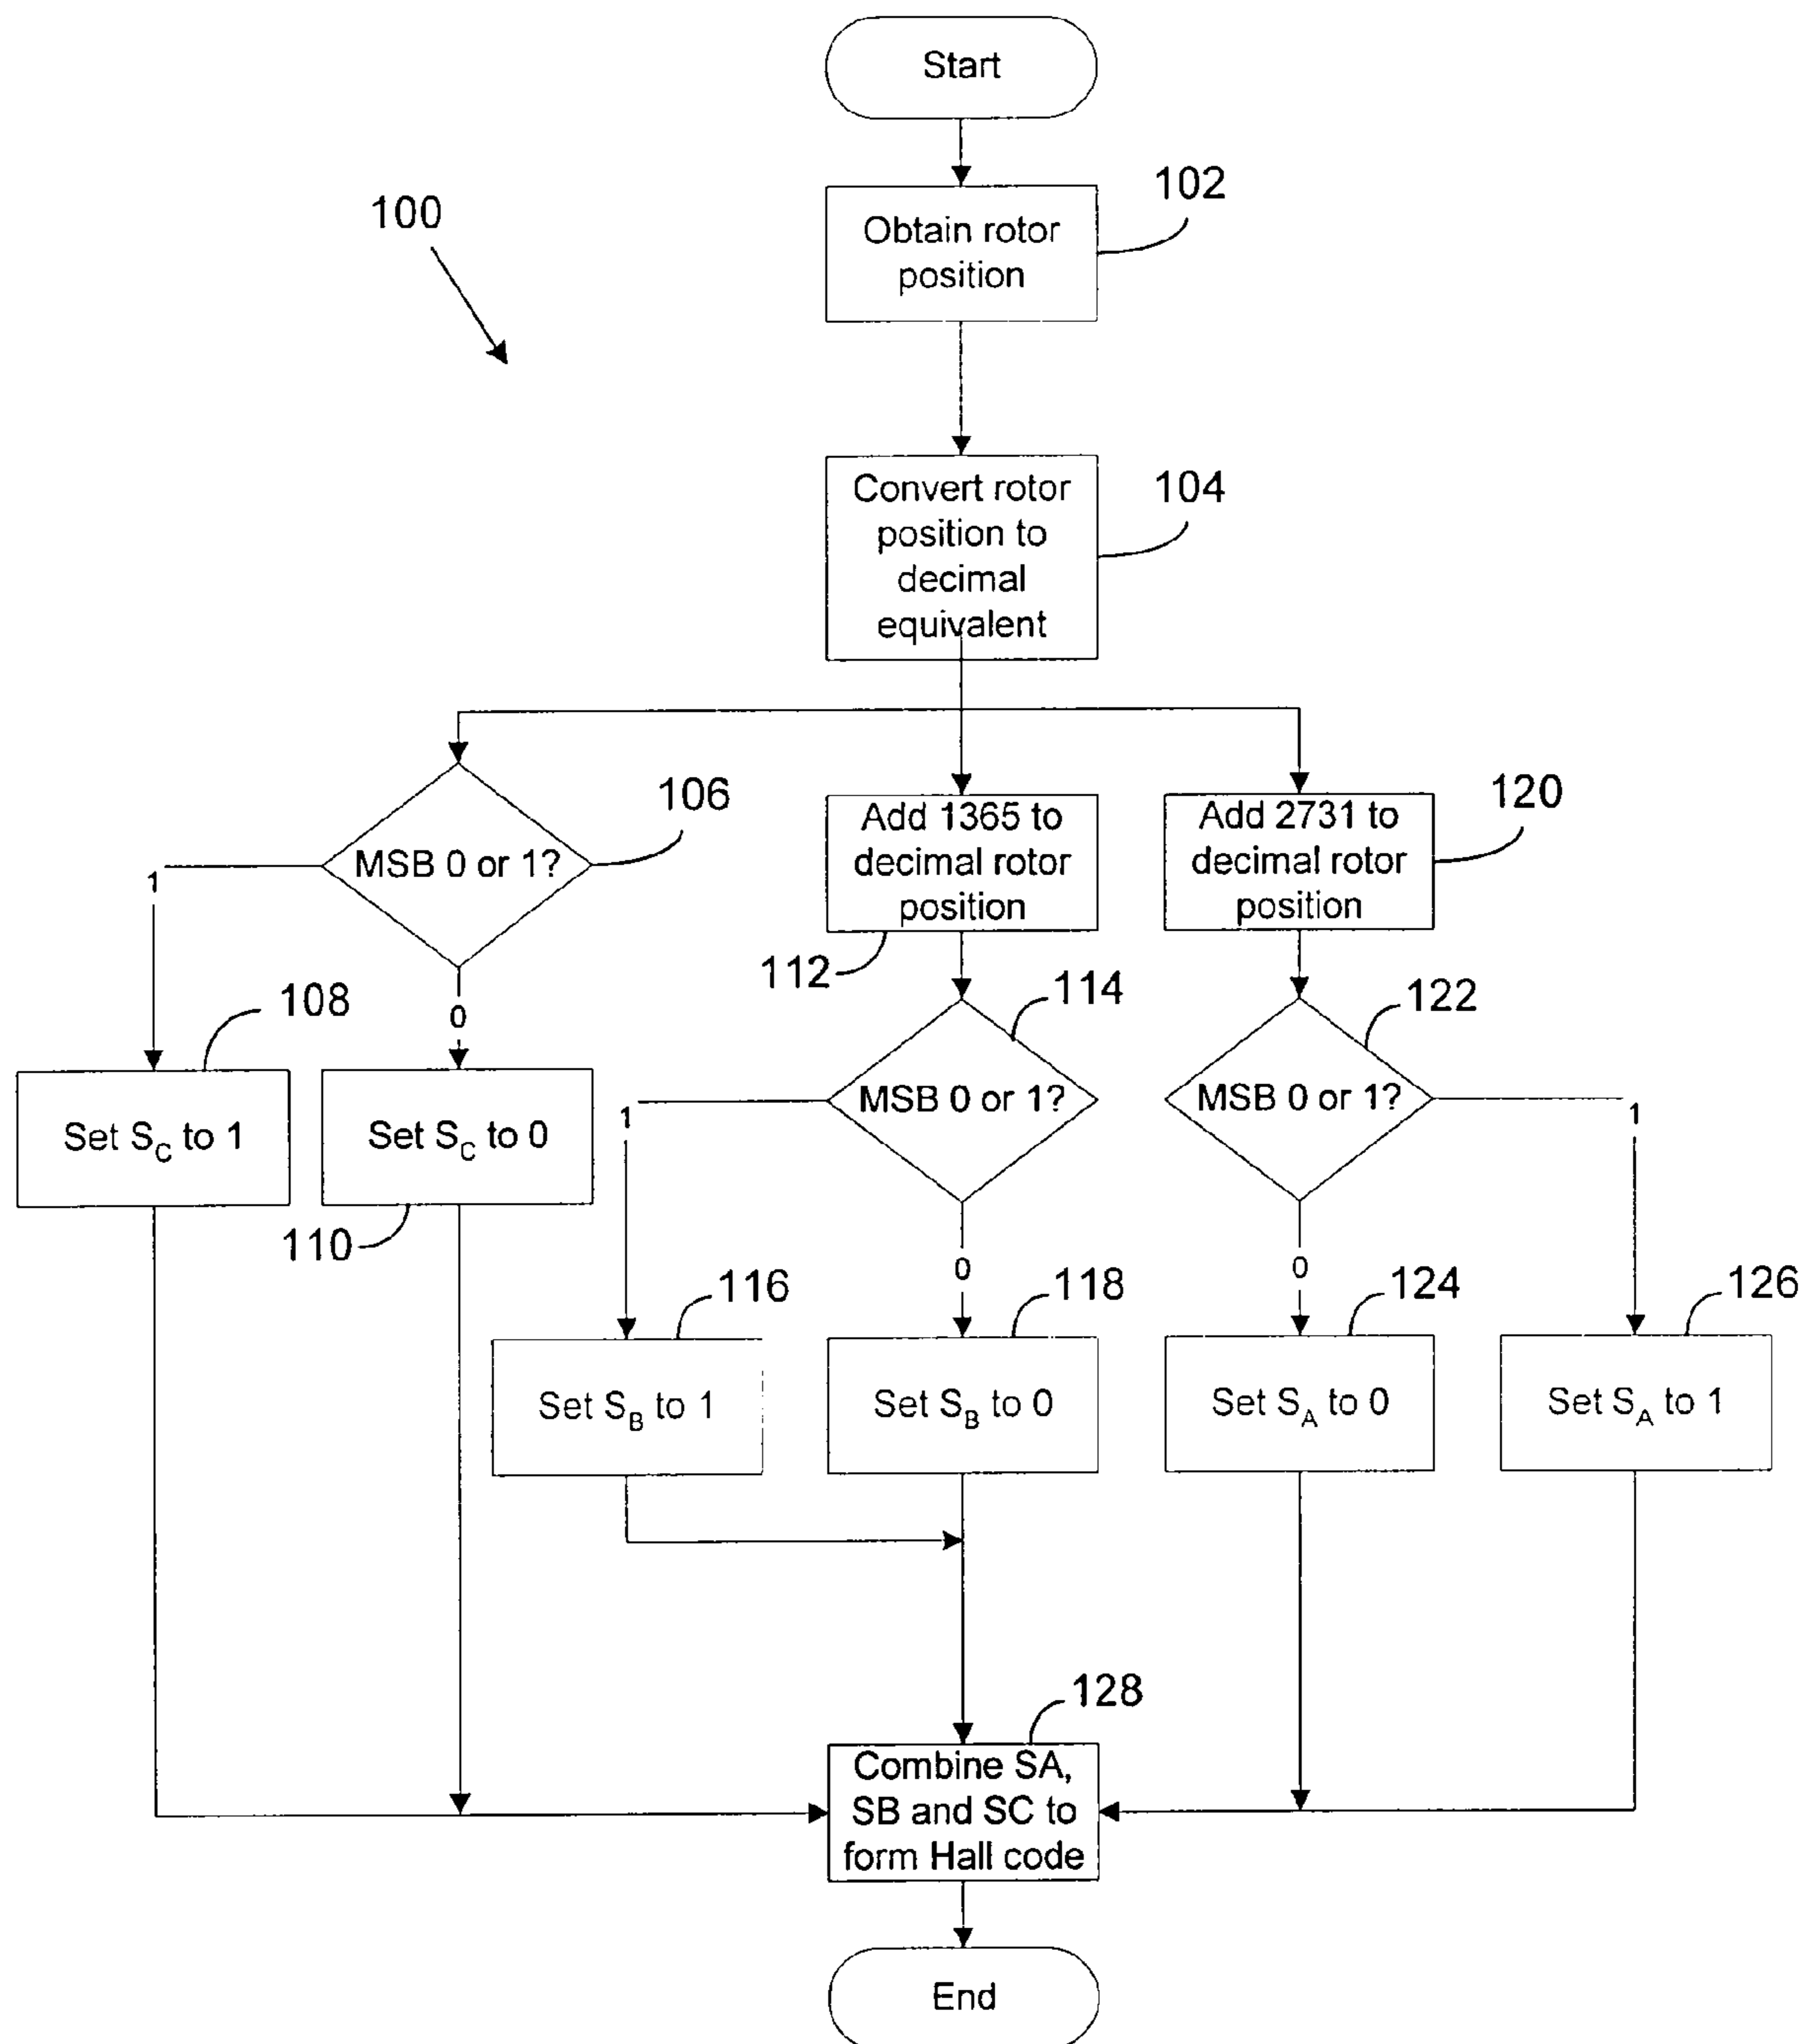 Start
102
Obtain rotor
position
100
104
Convert rotor
position to
decimal
equivalent
106
MSB 0 or 1?
1
0
Add 1365 to
decimal rotor
position
112
Add 2731 to
decimal rotor
position
120
108
Set SC to 1
Set SC to 0
110
114
MSB 0 or 1?
1
0
122
MSB 0 or 1?
1
0
116
Set SB to 1
118
Set SB to 0
124
Set SA to 0
126
Set SA to 1
128
Combine SA,
SB and SC to
form Hall code
End